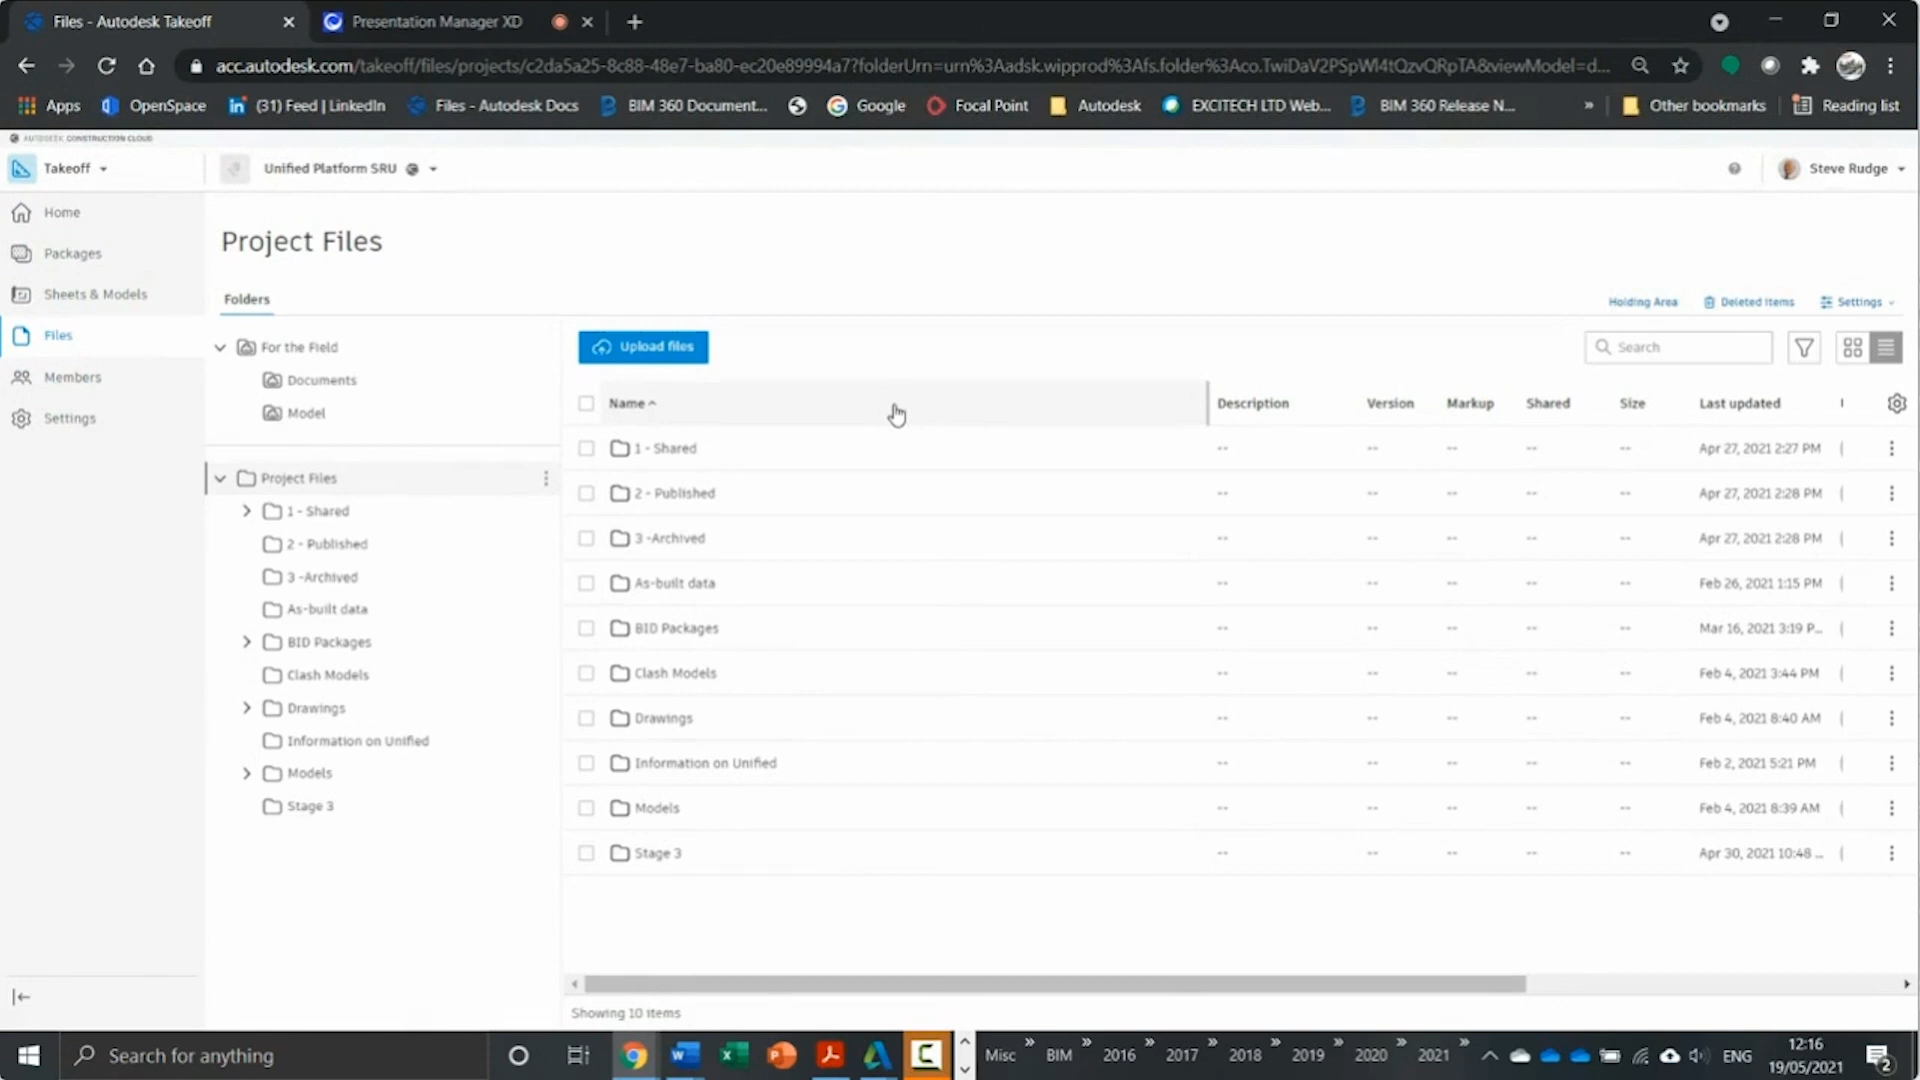 Files - Autodesk Takeoff
Presentation Manager XD
acc.autodesk.com/takeoff/files/projects/c2da5a25-8c88-48e7-ba80-ec20e89994a7?folderUrn=urn%3Aadsk.wipprod%3Afs.folder%3Aco.TwiDaV2PSpWl4tQzvQRpTA&viewModel=d...
Apps
OpenSpace
(31) Feed | LinkedIn
Files - Autodesk Docs
BIM 360 Document...
Google
Focal Point
Autodesk
EXCITECH LTD Web...
BIM 360 Release N...
»
Other bookmarks
Reading list
AUTODESK CONSTRUCTION CLOUD
Takeoff
Unified Platform SRU
Steve Rudge
Home
Packages
Sheets & Models
Files
Members
Settings
Project Files
Folders
Holding Area
Deleted items
Settings
For the Field
Documents
Model
Project Files
1 - Shared
2 - Published
3 -Archived
As-built data
BID Packages
Clash Models
Drawings
Information on Unified
Models
Stage 3
Upload files
Search
Name Description Version Markup Shared Size Last updated
1 - Shared -- -- -- -- -- Apr 27, 2021 2:27 PM
2 - Published -- -- -- -- -- Apr 27, 2021 2:28 PM
3 -Archived -- -- -- -- -- Apr 27, 2021 2:28 PM
As-built data -- -- -- -- -- Feb 26, 2021 1:15 PM
BID Packages -- -- -- -- -- Mar 16, 2021 3:19 P...
Clash Models -- -- -- -- -- Feb 4, 2021 3:44 PM
Drawings -- -- -- -- -- Feb 4, 2021 8:40 AM
Information on Unified -- -- -- -- -- Feb 2, 2021 5:21 PM
Models -- -- -- -- -- Feb 4, 2021 8:39 AM
Stage 3 -- -- -- -- -- Apr 30, 2021 10:48 ...
Showing 10 items
Search for anything
Misc » BIM » 2016 » 2017 » 2018 » 2019 » 2020 » 2021 »
ENG
12:16
19/05/2021
2